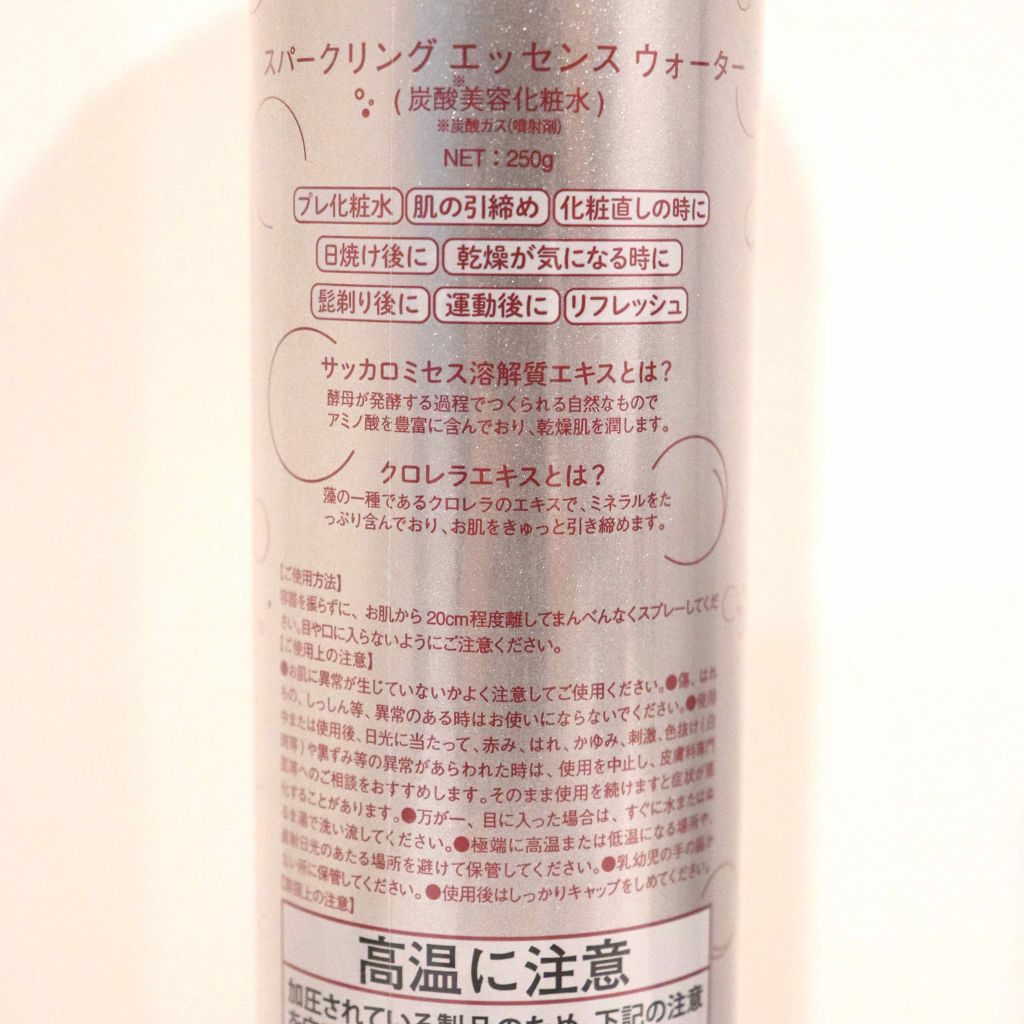 スパークリング エッセンス ウォーター
(炭酸※美容化粧水)
※炭酸ガス(噴射剤)
NET：250g
プレ化粧水 肌の引締め 化粧直しの時に
日焼け後に 乾燥が気になる時に
髭剃り後に 運動後に リフレッシュ
サッカロミセス溶解質エキスとは?
酵母が発酵する過程でつくられる自然なもので
アミノ酸を豊富に含んでおり、乾燥肌を潤します。
クロレラエキスとは?
藻の一種であるクロレラのエキスで、ミネラルをた
っぷり含んでおり、お肌をきゅっと引き締めます。
【ご使用方法】
容器を振らずに、お肌から 20cm程度離してまんべんなくスプレーしてくだ
さい。目や口に入らないようにご注意ください。
【ご使用上の注意】
●お肌に異常が生じていないかよく注意してご使用ください。●傷、はれ
もの、しっしん等、異常のある時はお使いにならないでください。●使用
中または使用後、日光に当たって、赤み、はれ、かゆみ、刺激、色抜け(白
斑等)や黒ずみ等の異常があらわれた時は、使用を中止し、皮膚科専門
医等へのご相談をおすすめします。そのまま使用を続けますと症状が悪
化することがあります。●万が一、目に入った場合は、すぐに水またはぬ
るま湯で洗い流してください。●極端に高温または低温になる場所や、
直射日光のあたる場所を避けて保管してください。●乳幼児の手の届か
ない所に保管してください。●使用後はしっかりキャップをしめてください。
上の注意】
高温に注意
加圧されている製品のため、下記の注意